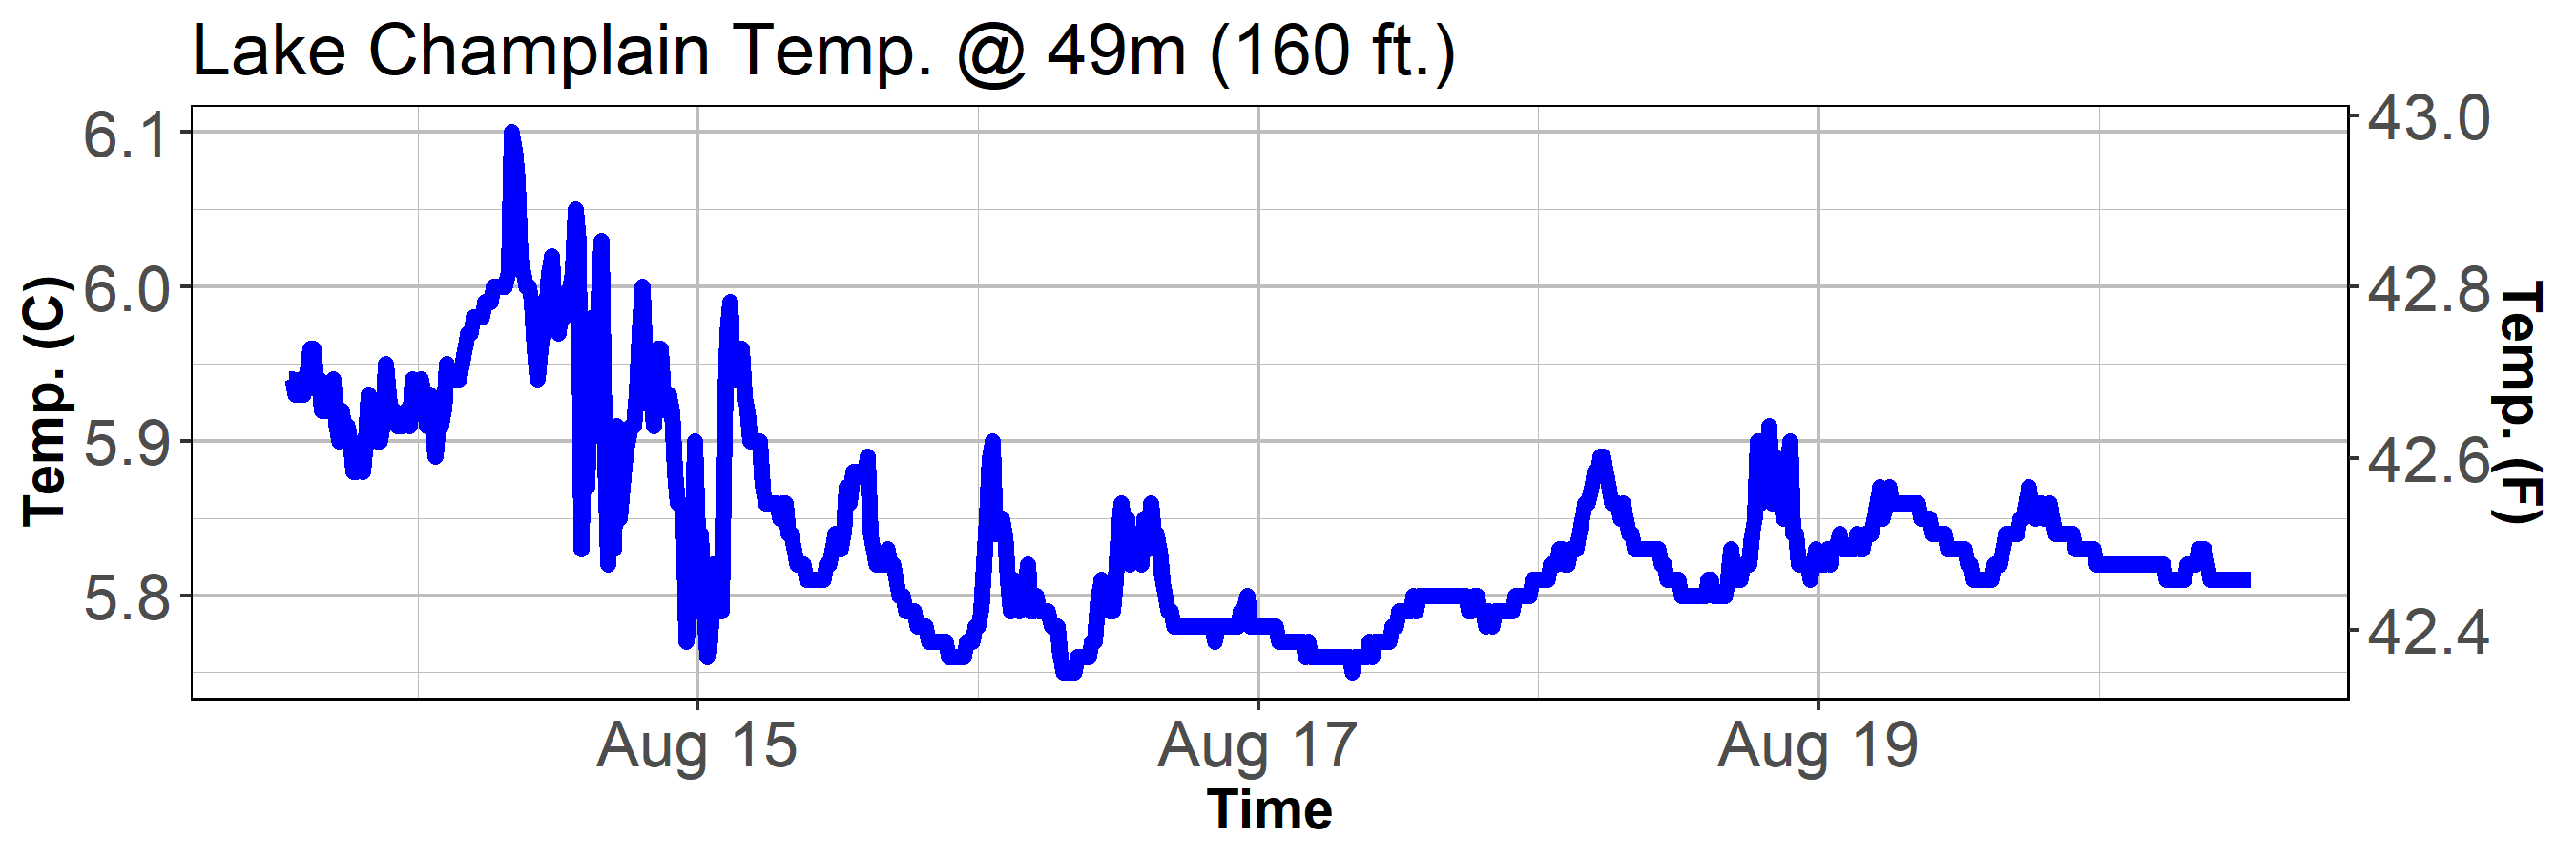 Lake Champlain Temp. @ 49m (160 ft.)
6.1
6.0
5.9
5.8
Temp. (C)
43.0
42.8
42.6
42.4
Temp. (F)
Aug 15 Aug 17 Aug 19
Time